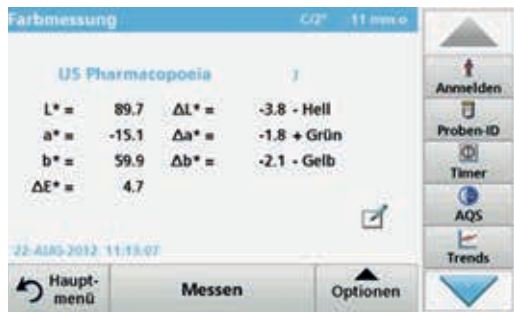 Farbmessung C/2° 11 mm o
US Pharmacopoeia J
L* = 89.7 ΔL* = -3.8 - Hell
a* = -15.1 Δa* = -1.8 + Grün
b* = 59.9 Δb* = -2.1 - Gelb
ΔE* = 4.7
22-AUG-2012 11:13:07
Haupt-
menü
Messen
Optionen
Anmelden
Proben-ID
Timer
AQS
Trends